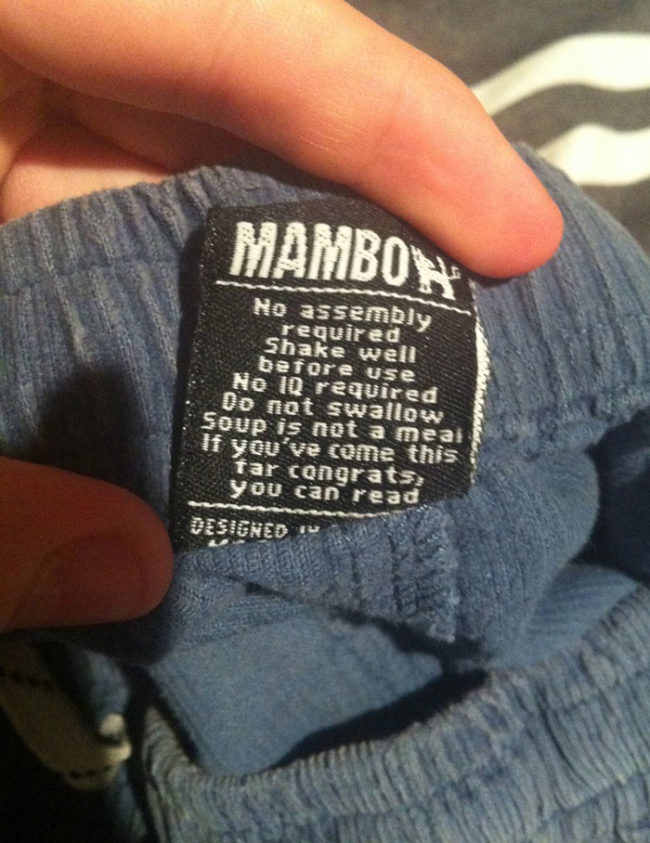 MAMBO
No assembly
required
Shake well
before use
No IQ required
Do not swallow
Soup is not a meal
If you've come this
far congrats,
you can read
DESIGNED